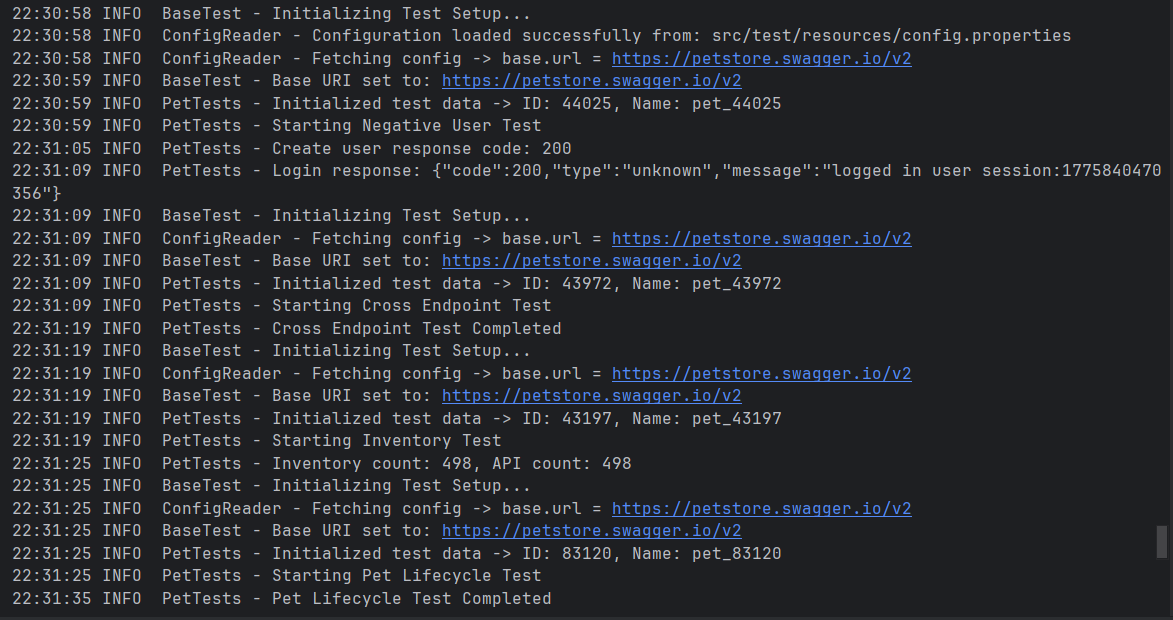 22:30:58 INFO  BaseTest - Initializing Test Setup...
22:30:58 INFO  ConfigReader - Configuration loaded successfully from: src/test/resources/config.properties
22:30:58 INFO  ConfigReader - Fetching config -> base.url = https://petstore.swagger.io/v2
22:30:59 INFO  BaseTest - Base URI set to: https://petstore.swagger.io/v2
22:30:59 INFO  PetTests - Initialized test data -> ID: 44025, Name: pet_44025
22:30:59 INFO  PetTests - Starting Negative User Test
22:31:05 INFO  PetTests - Create user response code: 200
22:31:09 INFO  PetTests - Login response: {"code":200,"type":"unknown","message":"logged in user session:1775840470
356"}
22:31:09 INFO  BaseTest - Initializing Test Setup...
22:31:09 INFO  ConfigReader - Fetching config -> base.url = https://petstore.swagger.io/v2
22:31:09 INFO  BaseTest - Base URI set to: https://petstore.swagger.io/v2
22:31:09 INFO  PetTests - Initialized test data -> ID: 43972, Name: pet_43972
22:31:09 INFO  PetTests - Starting Cross Endpoint Test
22:31:19 INFO  PetTests - Cross Endpoint Test Completed
22:31:19 INFO  BaseTest - Initializing Test Setup...
22:31:19 INFO  ConfigReader - Fetching config -> base.url = https://petstore.swagger.io/v2
22:31:19 INFO  BaseTest - Base URI set to: https://petstore.swagger.io/v2
22:31:19 INFO  PetTests - Initialized test data -> ID: 43197, Name: pet_43197
22:31:19 INFO  PetTests - Starting Inventory Test
22:31:25 INFO  PetTests - Inventory count: 498, API count: 498
22:31:25 INFO  BaseTest - Initializing Test Setup...
22:31:25 INFO  ConfigReader - Fetching config -> base.url = https://petstore.swagger.io/v2
22:31:25 INFO  BaseTest - Base URI set to: https://petstore.swagger.io/v2
22:31:25 INFO  PetTests - Initialized test data -> ID: 83120, Name: pet_83120
22:31:25 INFO  PetTests - Starting Pet Lifecycle Test
22:31:35 INFO  PetTests - Pet Lifecycle Test Completed